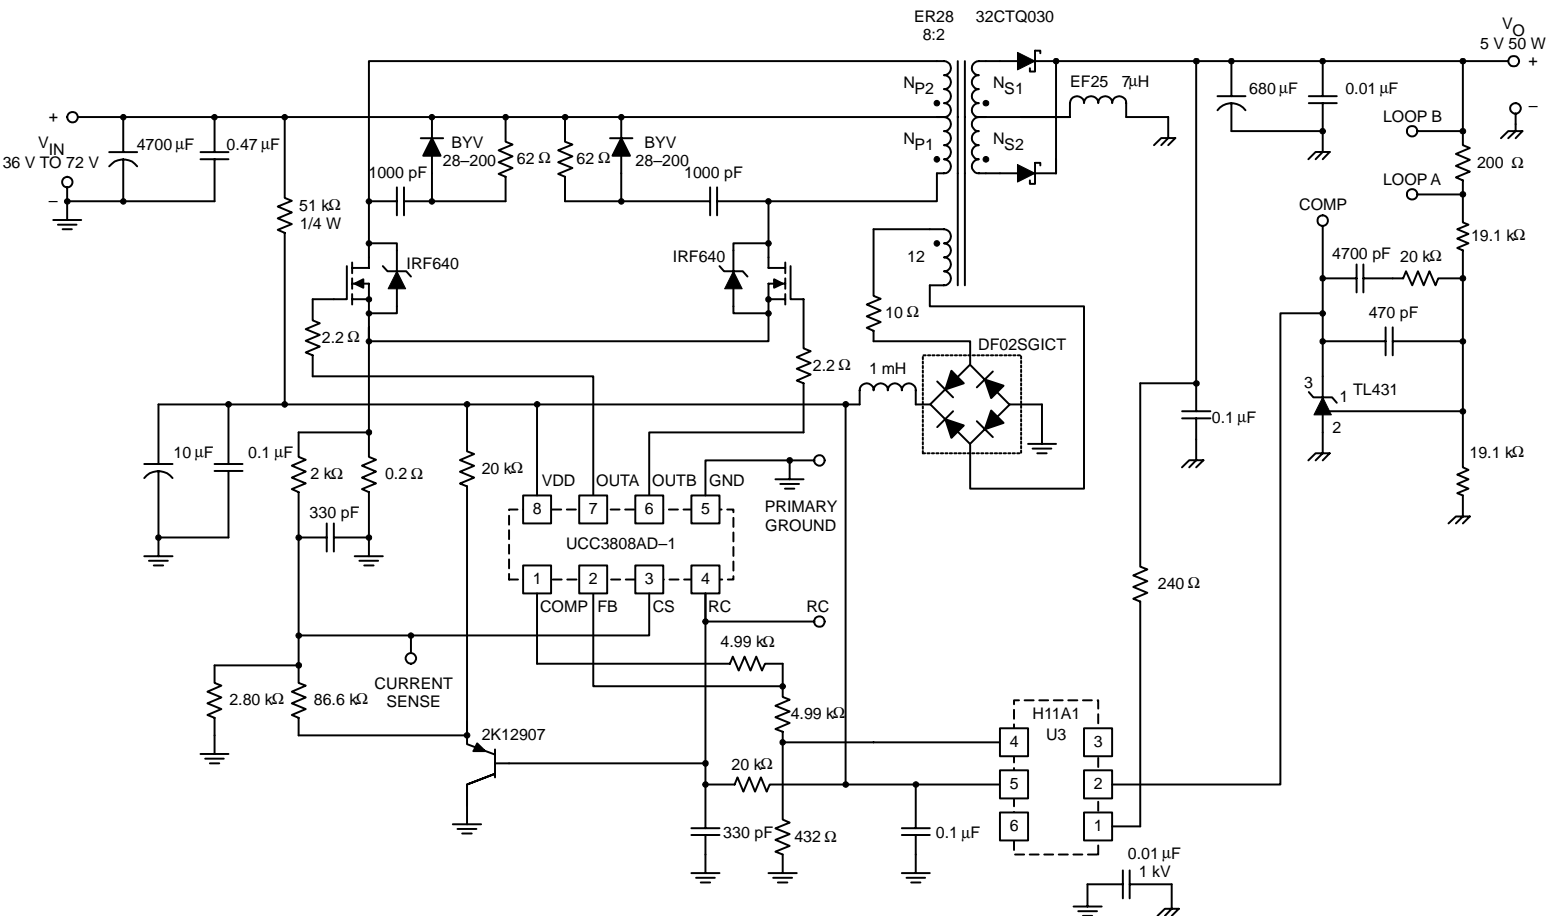 ER28 32CTQ030
8:2
VO
5 V 50 W
+
–
NP2
NP1
NS1
NS2
EF25 7µH
680 µF
0.01 µF
LOOP B
200 Ω
LOOP A
+
VIN
36 V TO 72 V
–
4700 µF
0.47 µF
BYV
28–200
62 Ω
62 Ω
BYV
28–200
1000 pF
1000 pF
51 kΩ
1/4 W
COMP
19.1 kΩ
4700 pF
20 kΩ
IRF640
IRF640
12
10 Ω
470 pF
2.2 Ω
2.2 Ω
DF02SGICT
1 mH
3
1
TL431
2
0.1 µF
10 µF
0.1 µF
2 kΩ
0.2 Ω
20 kΩ
19.1 kΩ
VDD
OUTA
OUTB
GND
8
7
6
5
PRIMARY
GROUND
330 pF
UCC3808AD–1
1
2
3
4
COMP
FB
CS
RC
RC
240 Ω
4.99 kΩ
CURRENT
SENSE
2.80 kΩ
86.6 kΩ
4.99 kΩ
H11A1
U3
2K12907
4
3
20 kΩ
5
2
6
1
330 pF
432 Ω
0.1 µF
0.01 µF
1 kV